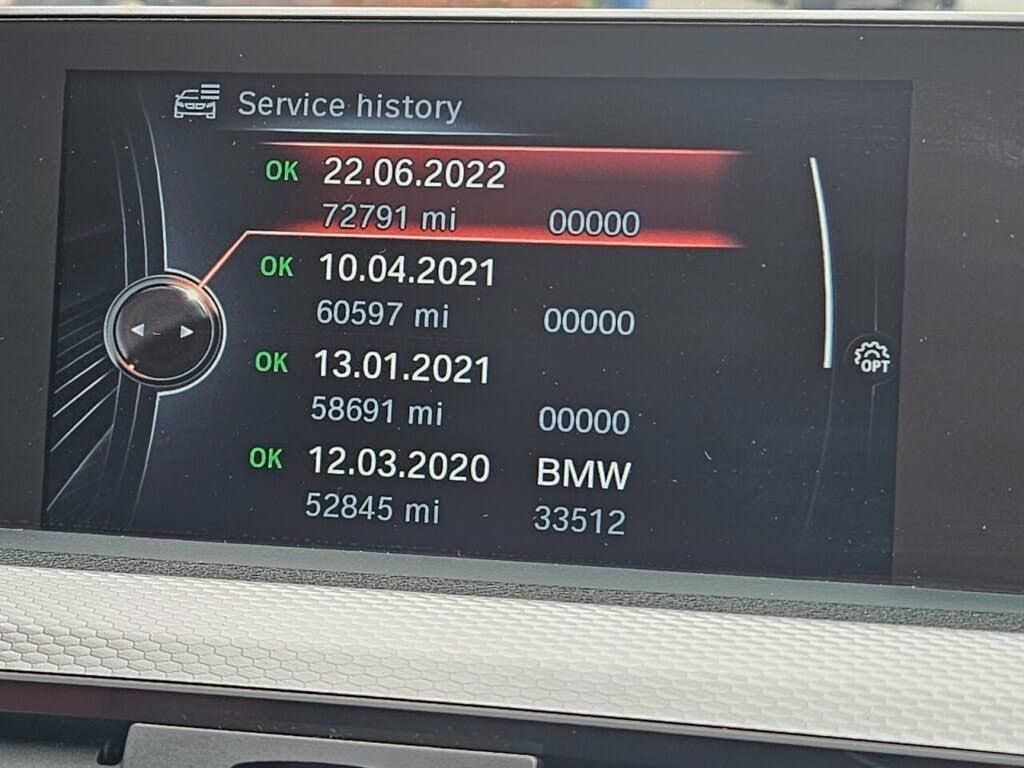 Service history
OK 22.06.2022
72791 mi 00000
OK 10.04.2021
60597 mi 00000
OK 13.01.2021
58691 mi 00000
OK 12.03.2020 BMW
52845 mi 33512
OPT